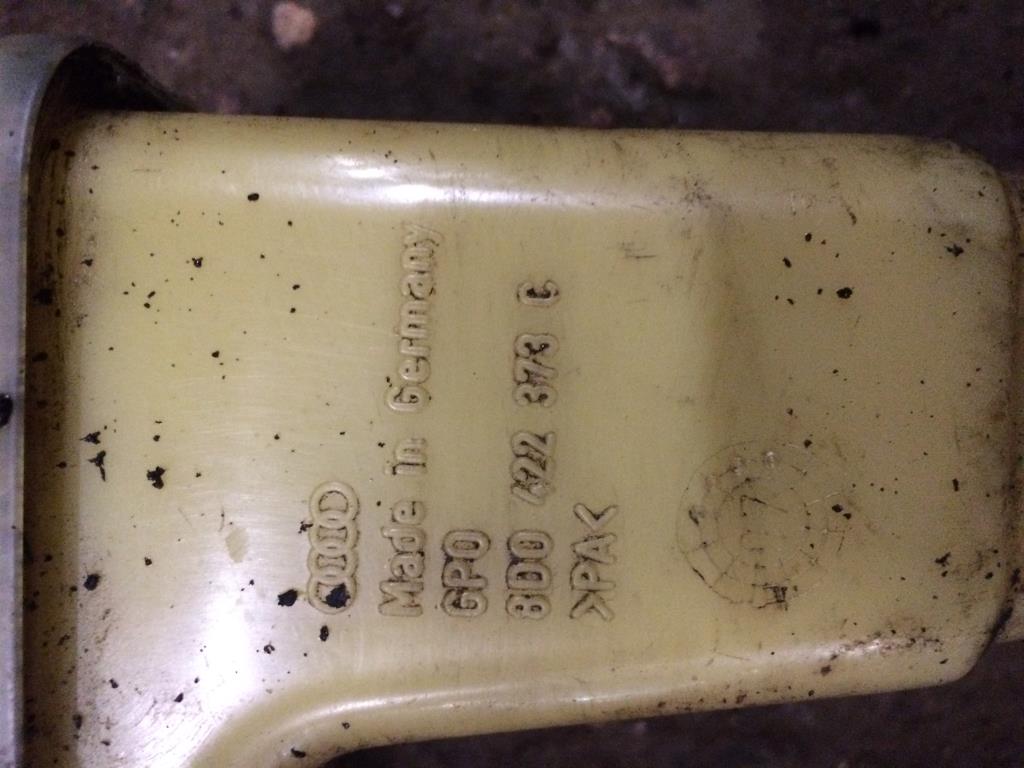 Made in Germany
GPO
8D0 422 373 C
>PA<